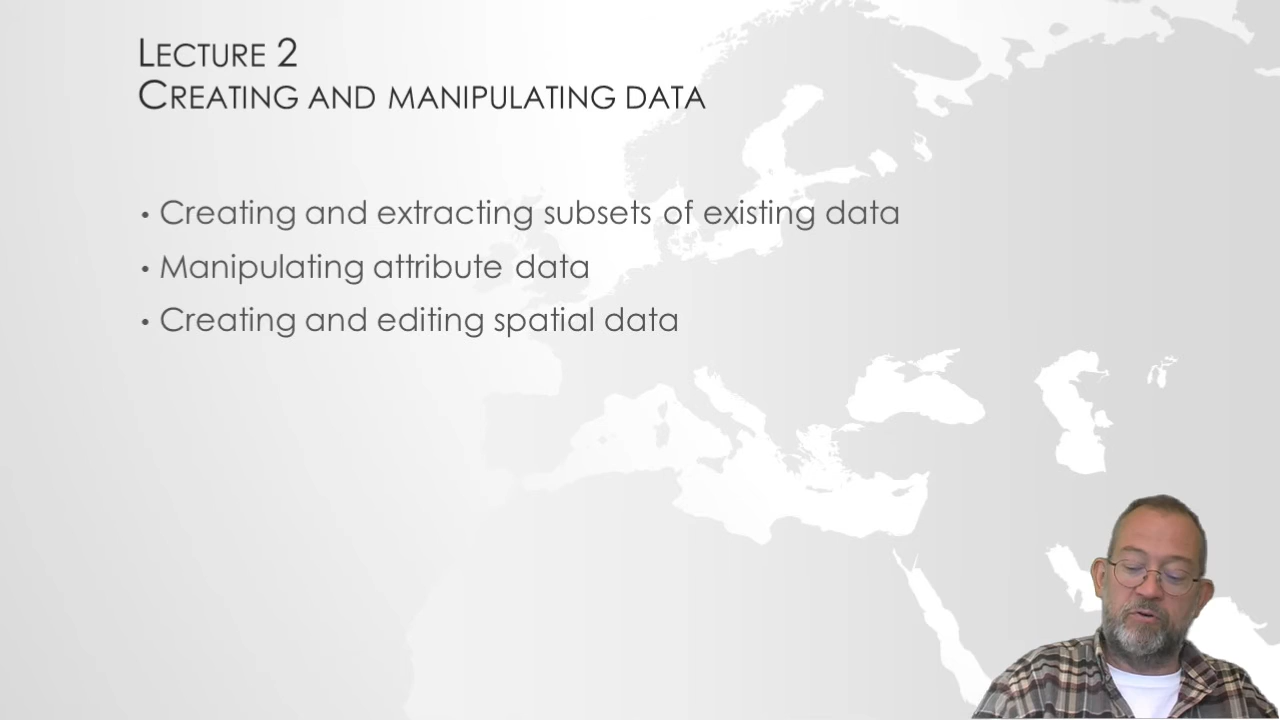 Lecture 2
Creating and manipulating data
• Creating and extracting subsets of existing data
• Manipulating attribute data
• Creating and editing spatial data